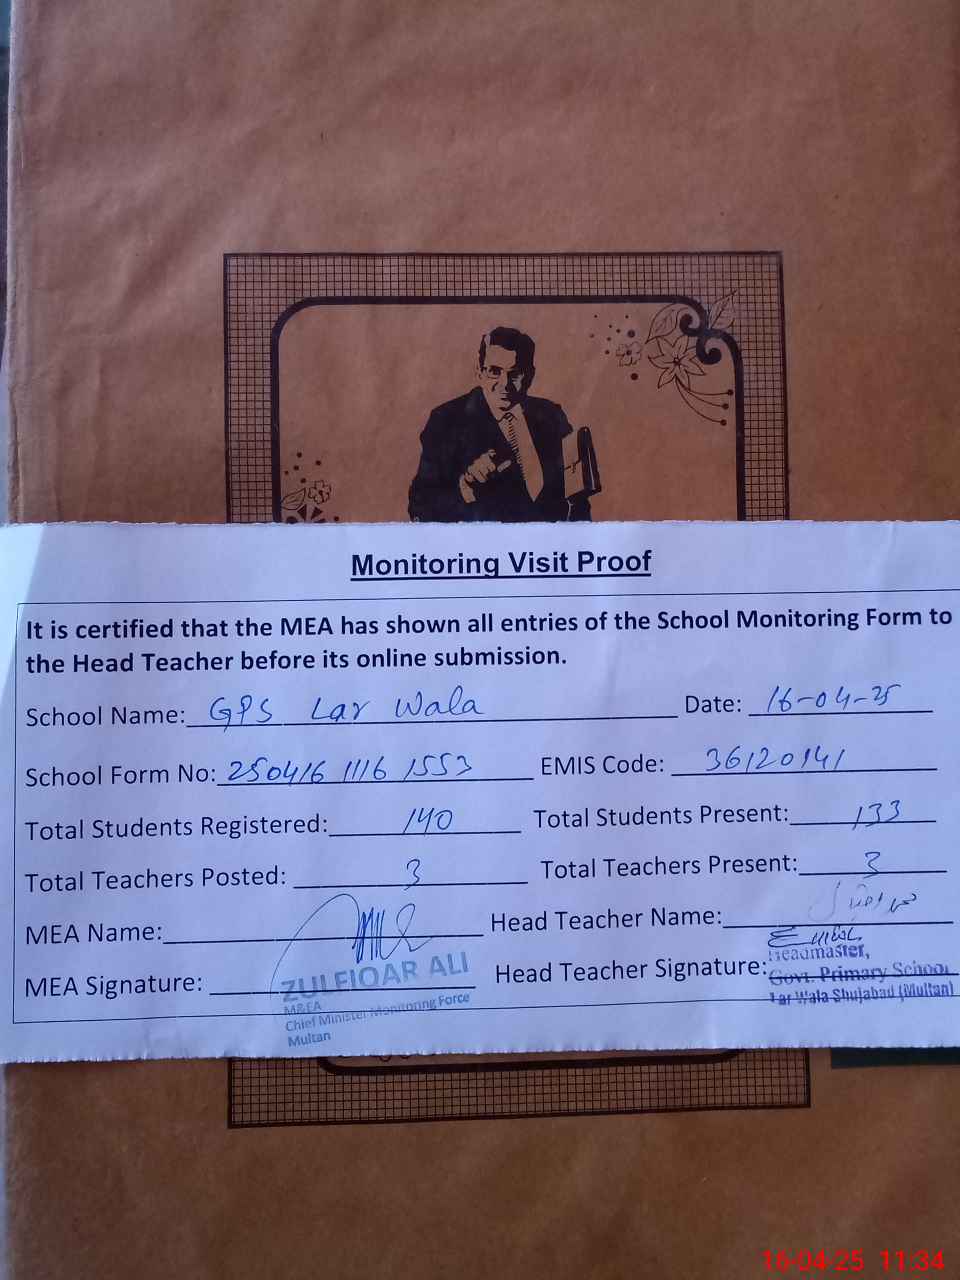 Monitoring Visit Proof
It is certified that the MEA has shown all entries of the School Monitoring Form to
the Head Teacher before its online submission.
School Name: GPS Lar Wala Date: 16-04-25
School Form No: 250416 1116 1553 EMIS Code: 36120141
Total Students Registered: 140 Total Students Present: 133
Total Teachers Posted: 3 Total Teachers Present: 3
MEA Name: Head Teacher Name:
MEA Signature: Head Teacher Signature:
ZULFIQAR ALI
M&EA
Chief Minister Monitoring Force
Multan
Headmaster,
Govt. Primary School
Lar Wala Shujabad (Multan)
16-04-25 11:34